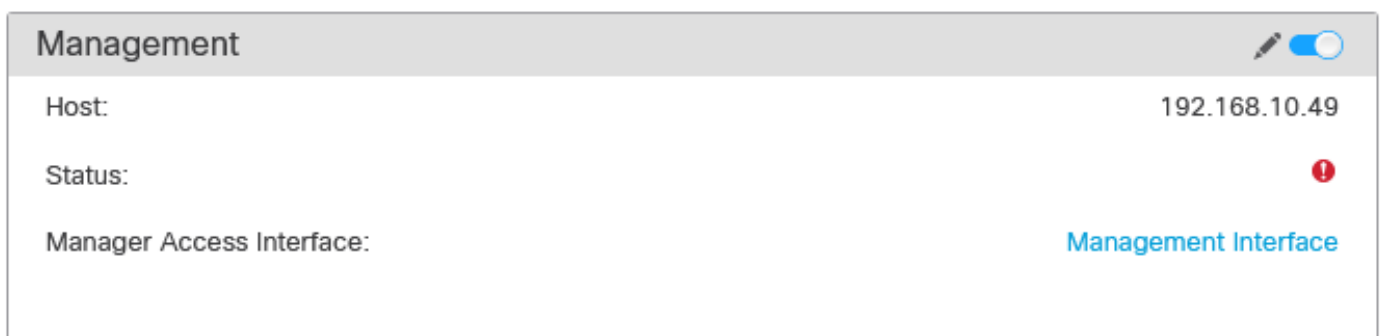 Management
Host: 192.168.10.49
Status:
Manager Access Interface: Management Interface